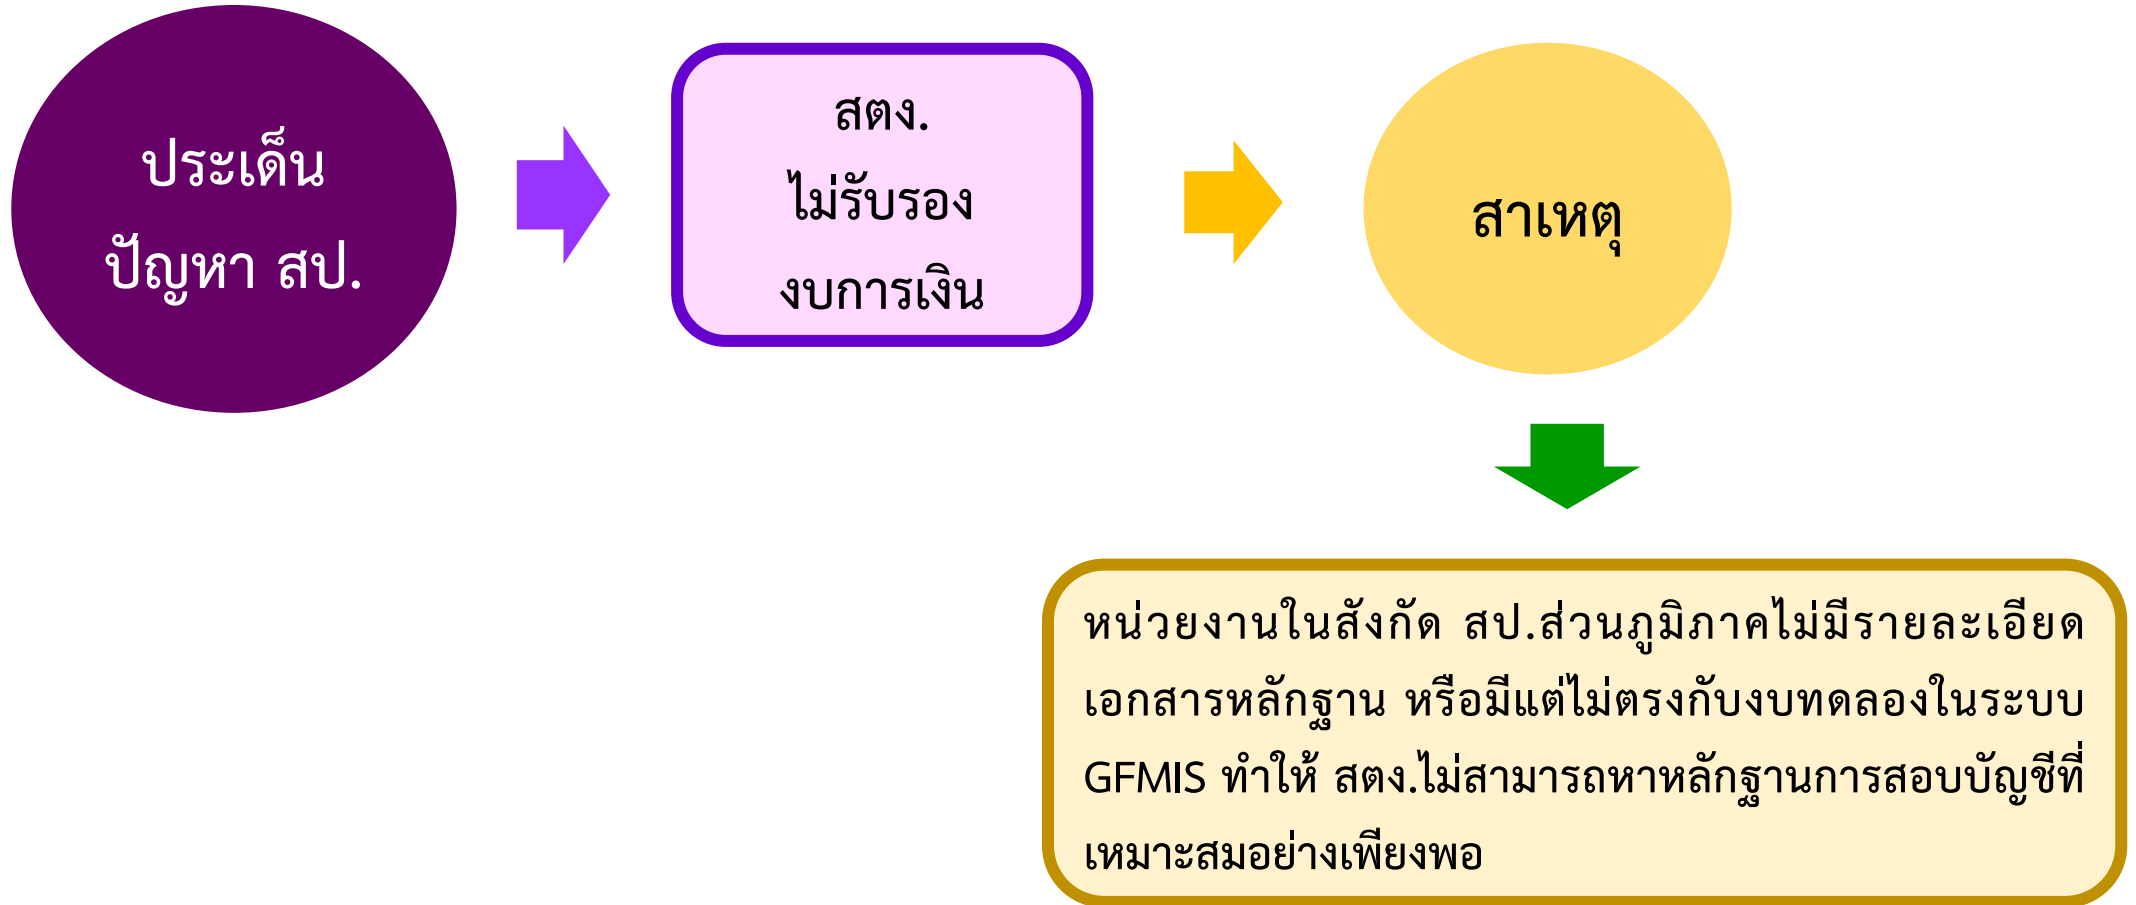 ประเด็น
ปัญหา สป.
สตง.
ไม่รับรอง
งบการเงิน
สาเหตุ
หน่วยงานในสังกัด สป.ส่วนภูมิภาคไม่มีรายละเอียด
เอกสารหลักฐาน หรือมีแต่ไม่ตรงกับงบทดลองในระบบ
GFMIS ทำให้ สตง.ไม่สามารถหาหลักฐานการสอบบัญชีที่
เหมาะสมอย่างเพียงพอ